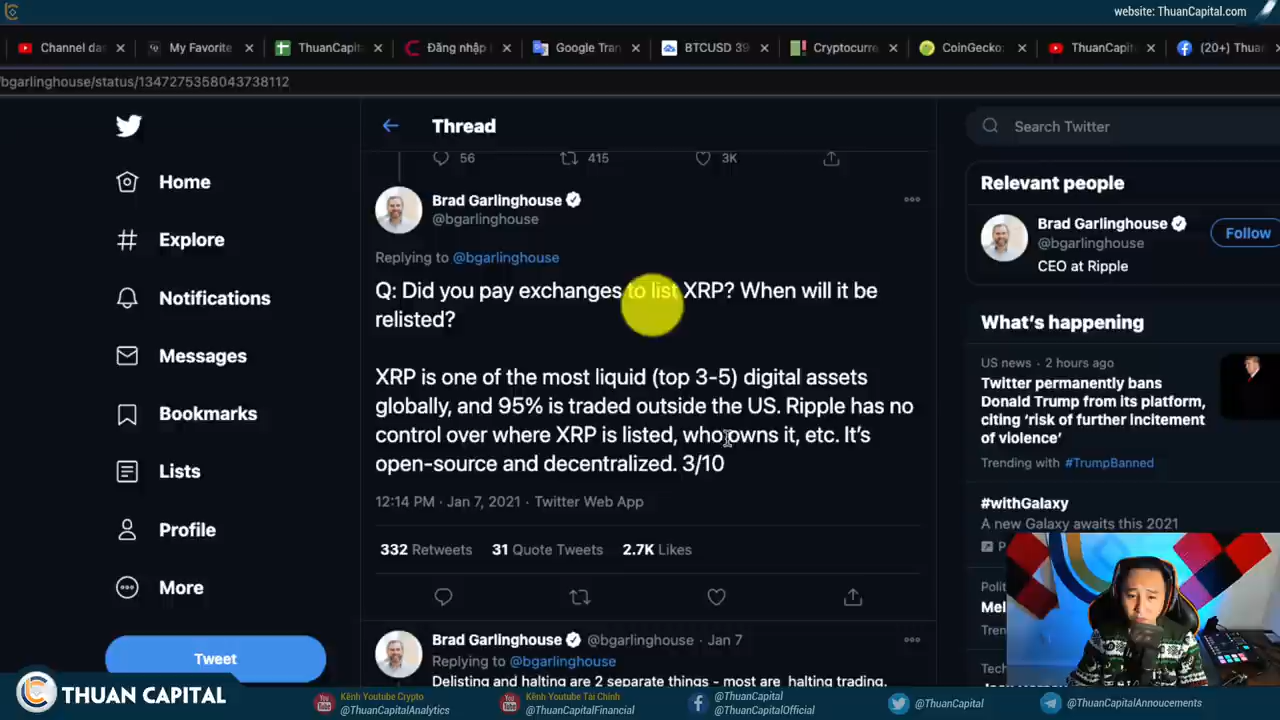 website: ThuanCapital.com
Channel das
My Favorite
ThuanCapit
Đăng nhập
Google Tran
BTCUSD 39
Cryptocurre
CoinGecko:
ThuanCapit
(20+) Thuan
/bgarlinghouse/status/1347275358043738112
Home
Explore
Notifications
Messages
Bookmarks
Lists
Profile
More
Tweet
Thread
56 415 3K
Brad Garlinghouse
@bgarlinghouse
Replying to @bgarlinghouse
Q: Did you pay exchanges to list XRP? When will it be
relisted?
XRP is one of the most liquid (top 3-5) digital assets
globally, and 95% is traded outside the US. Ripple has no
control over where XRP is listed, who owns it, etc. It’s
open-source and decentralized. 3/10
12:14 PM · Jan 7, 2021 · Twitter Web App
332 Retweets 31 Quote Tweets 2.7K Likes
Brad Garlinghouse @bgarlinghouse · Jan 7
Replying to @bgarlinghouse
Delisting and halting are 2 separate things - most are halting trading,
Search Twitter
Relevant people
Brad Garlinghouse
@bgarlinghouse
Follow
CEO at Ripple
What’s happening
US news · 2 hours ago
Twitter permanently bans
Donald Trump from its platform,
citing ‘risk of further incitement
of violence’
Trending with #TrumpBanned
#withGalaxy
A new Galaxy awaits this 2021
P
Polit
Mel
Tren
Tech
THUAN CAPITAL
Kênh Youtube Crypto
@ThuanCapitalAnalytics
Kênh Youtube Tài Chính
@ThuanCapitalFinancial
@ThuanCapital
@ThuanCapitalOfficial
@ThuanCapital
@ThuanCapitalAnnoucements